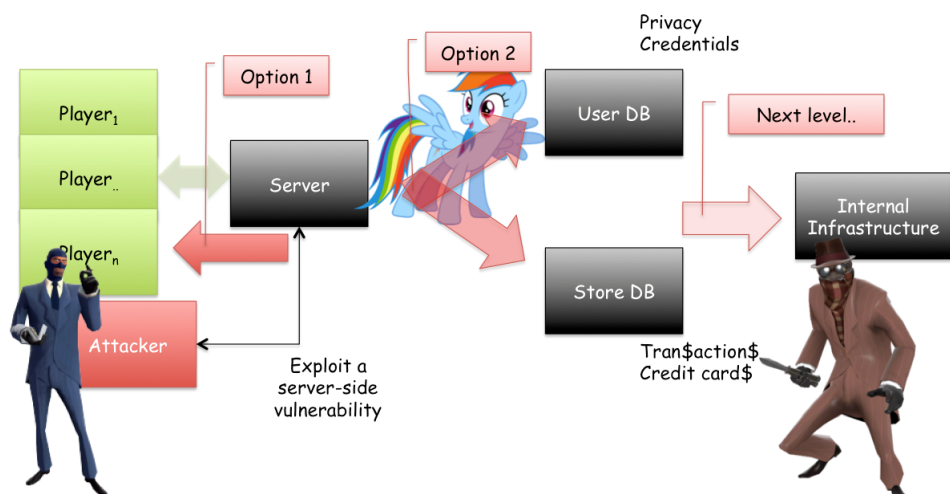 Privacy
Credentials
Option 1
Option 2
Player1
User DB
Next level..
Player..
Server
Internal
Infrastructure
Playern
Store DB
Attacker
Exploit a
server-side
vulnerability
Tran$action$
Credit card$